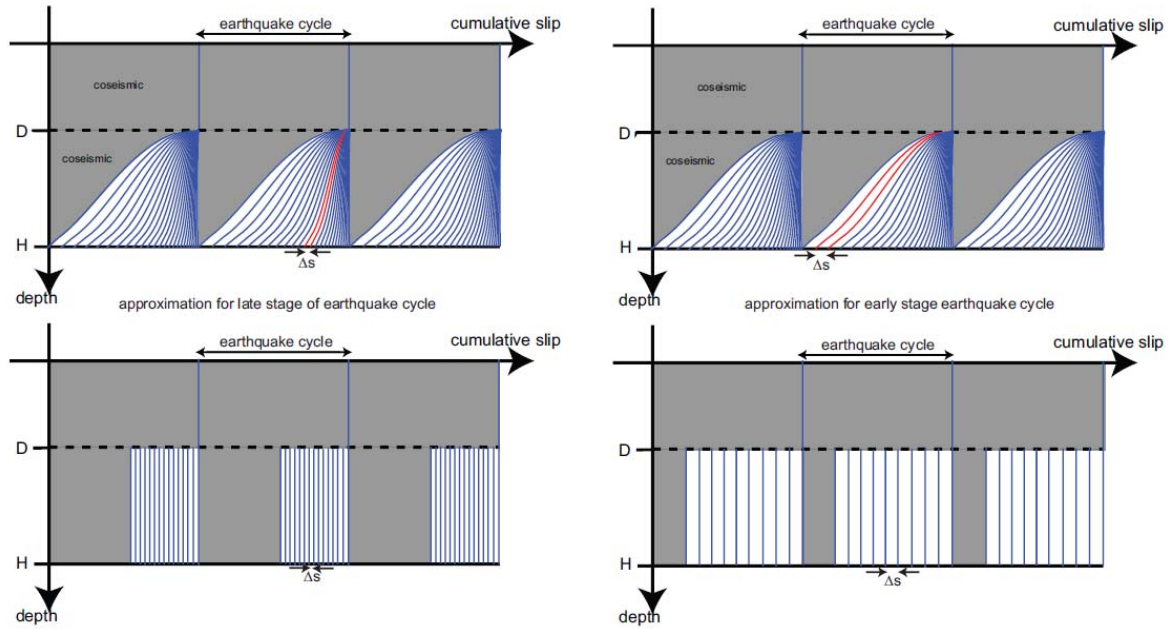 earthquake cycle
cumulative slip
coseismic
D
coseismic
H
Δs
depth
approximation for late stage of earthquake cycle
earthquake cycle
cumulative slip
D
H
Δs
depth
earthquake cycle
cumulative slip
coseismic
D
coseismic
H
Δs
depth
approximation for early stage earthquake cycle
earthquake cycle
cumulative slip
D
H
Δs
depth